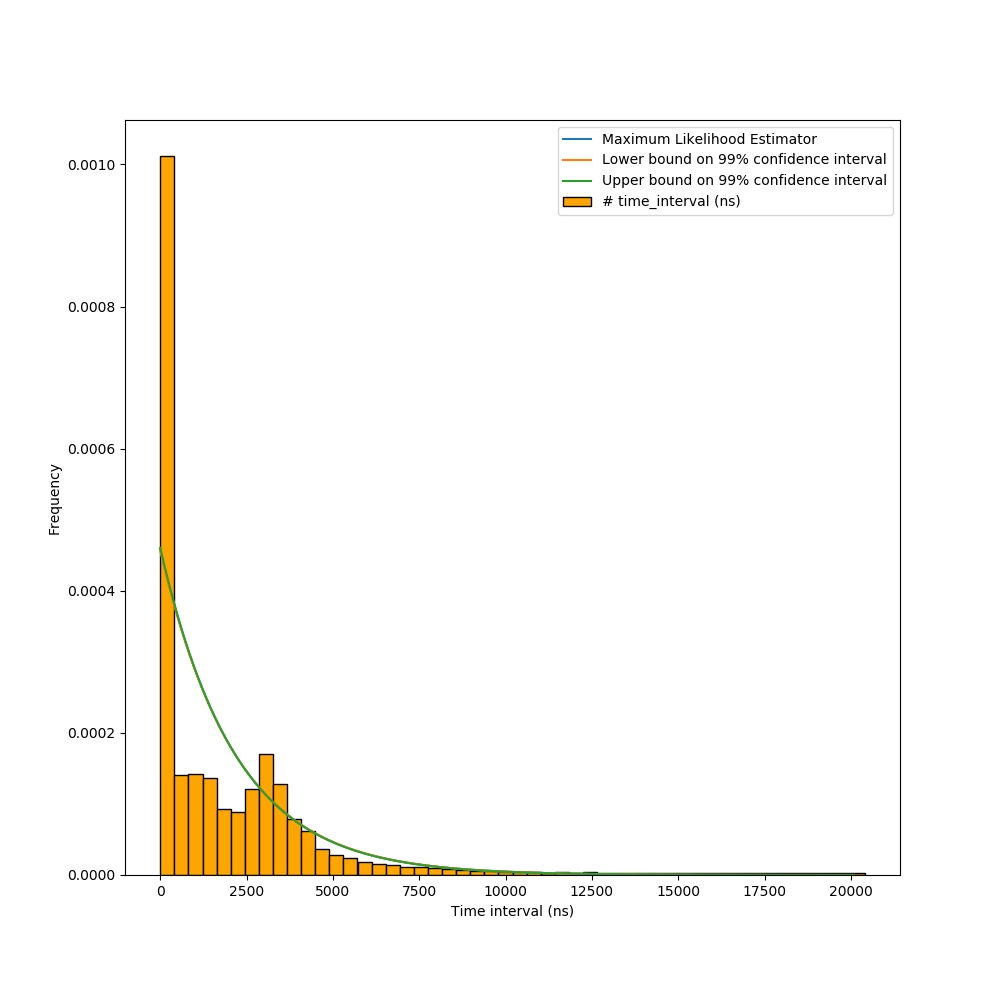 Maximum Likelihood Estimator
Lower bound on 99% confidence interval
Upper bound on 99% confidence interval
# time_interval (ns)
0.0010
0.0008
0.0006
0.0004
0.0002
0.0000
Frequency
0 2500 5000 7500 10000 12500 15000 17500 20000
Time interval (ns)